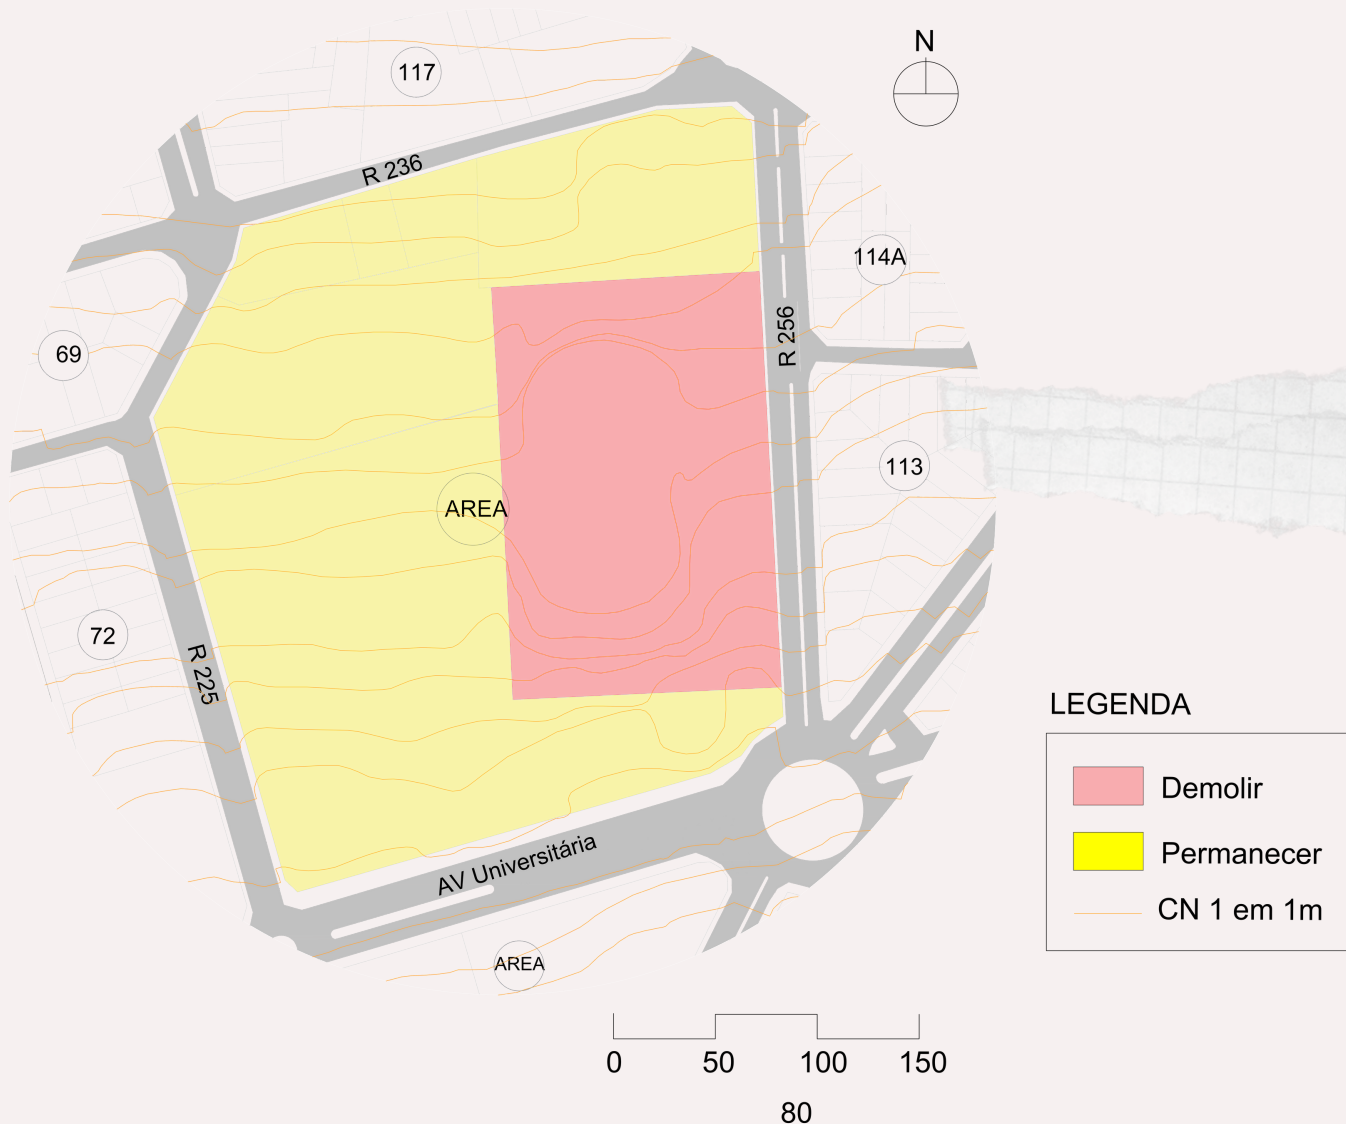 N
117
R 236
114A
R 256
69
113
AREA
72
R 225
LEGENDA
Demolir
Permanecer
CN 1 em 1m
AV Universitária
AREA
0 50 100 150
80